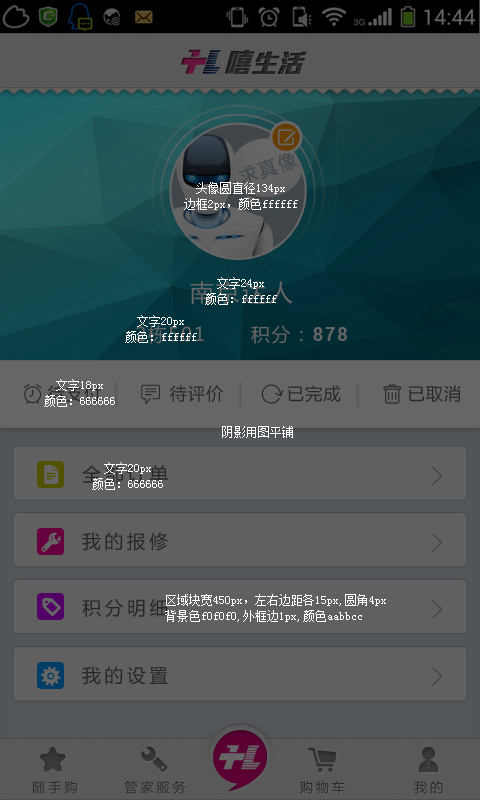 3G 14:44
嘻生活
求真像
头像圆直径134px
边框2px，颜色ffffff
文字24px
颜色：ffffff
文字20px
颜色：ffffff
积分：878
文字18px
颜色：666666
待评价
已完成
已取消
阴影用图平铺
文字20px
颜色：666666
我的报修
积分明细
区域块宽450px，左右边距各15px,圆角4px
背景色f0f0f0,外框边1px,颜色aabbcc
我的设置
随手购
管家服务
购物车
我的